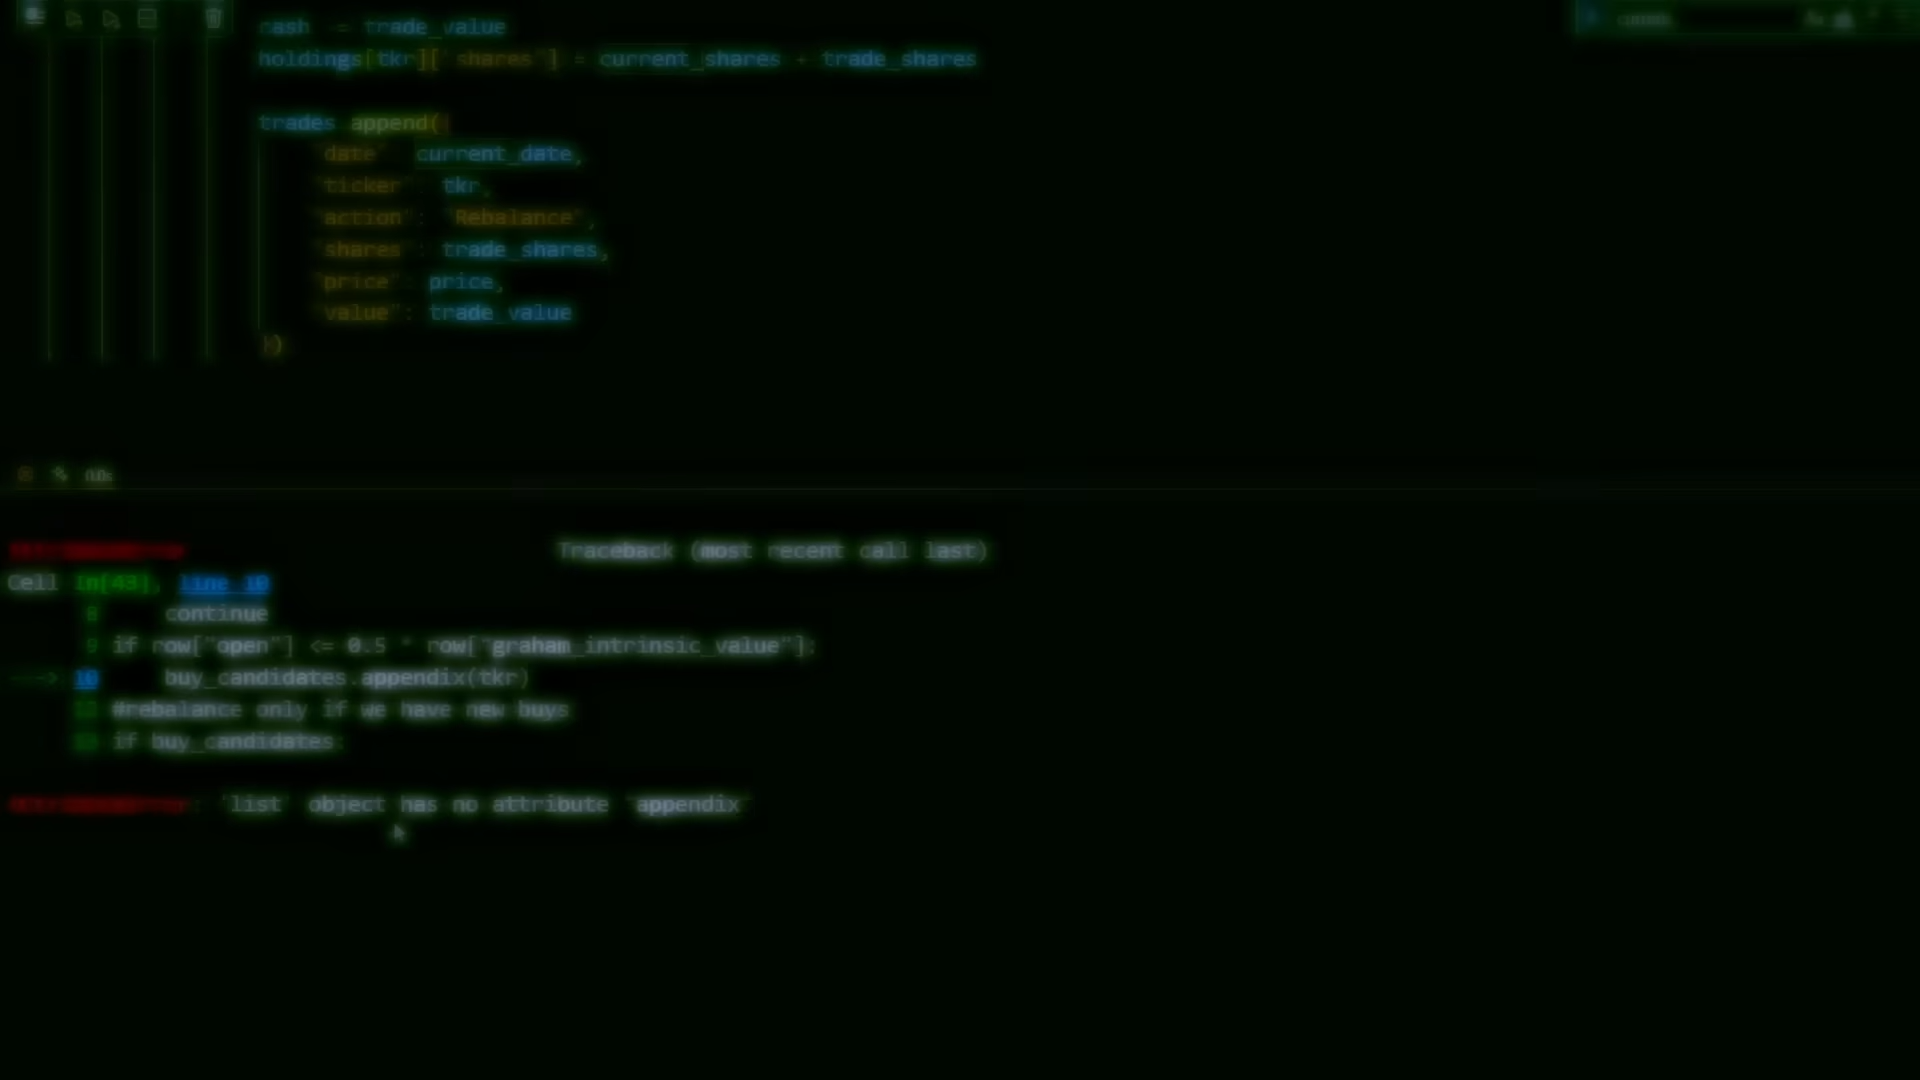 cash -= trade_value
holdings[tkr]["shares"] = current_shares + trade_shares
trades.append({
"date": current_date,
"ticker": tkr,
"action": "Rebalance",
"shares": trade_shares,
"price": price,
"value": trade_value
})
0.0s
Traceback (most recent call last)
Cell In[43], line 10
8 continue
9 if row["open"] <= 0.5 * row["graham_intrinsic_value"]:
---> 10 buy_candidates.appendix(tkr)
#rebalance only if we have new buys
if buy_candidates:
AttributeError: 'list' object has no attribute 'appendix'